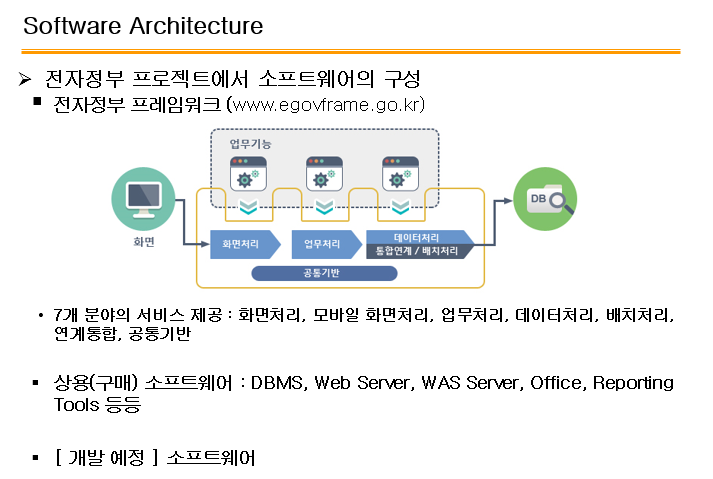 Software Architecture
➢ 전자정부 프로젝트에서 소프트웨어의 구성
▪ 전자정부 프레임워크 (www.egovframe.go.kr)
업무기능
DB
화면
화면처리
업무처리
데이터처리
통합연계 / 배치처리
공통기반
• 7개 분야의 서비스 제공 : 화면처리, 모바일 화면처리, 업무처리, 데이터처리, 배치처리,
연계통합, 공통기반
▪ 상용(구매) 소프트웨어 : DBMS, Web Server, WAS Server, Office, Reporting
Tools 등등
▪ [ 개발 예정 ] 소프트웨어